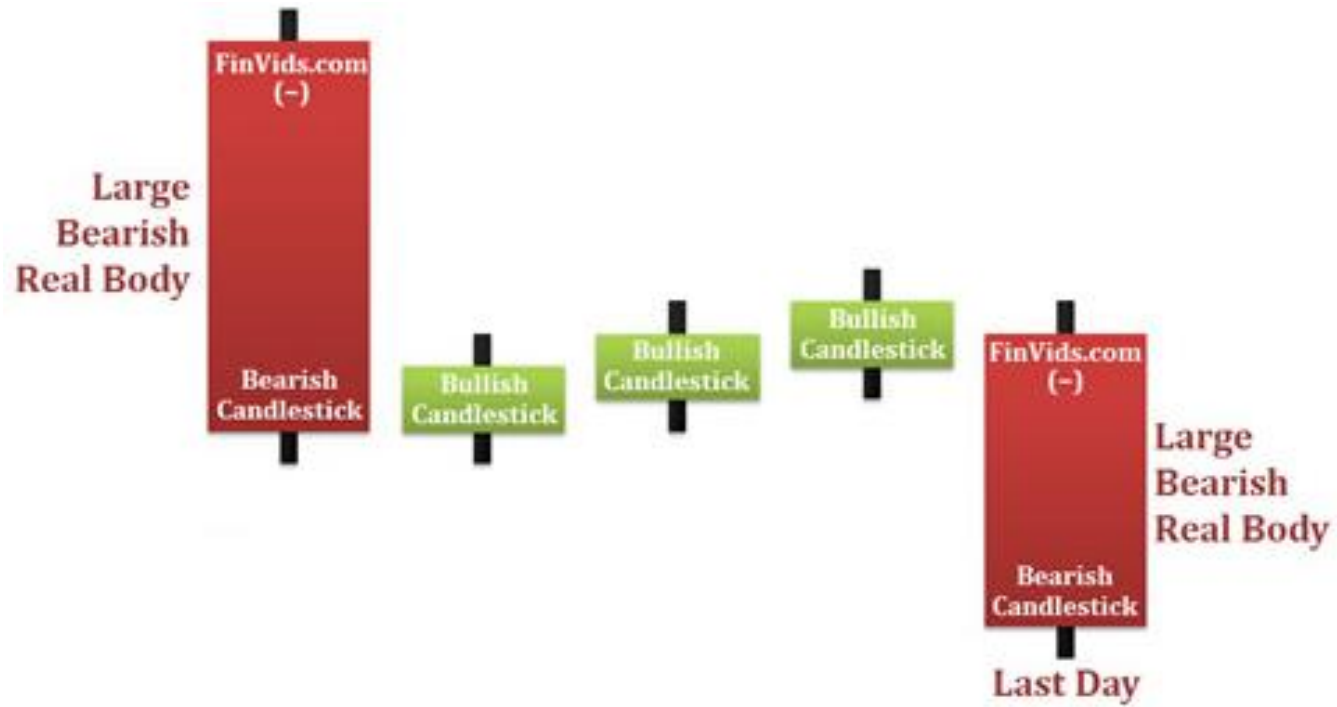 FinVids.com
(–)
Large
Bearish
Real Body
Bearish
Candlestick
Bullish
Candlestick
Bullish
Candlestick
Bullish
Candlestick
FinVids.com
(–)
Bearish
Candlestick
Large
Bearish
Real Body
Last Day